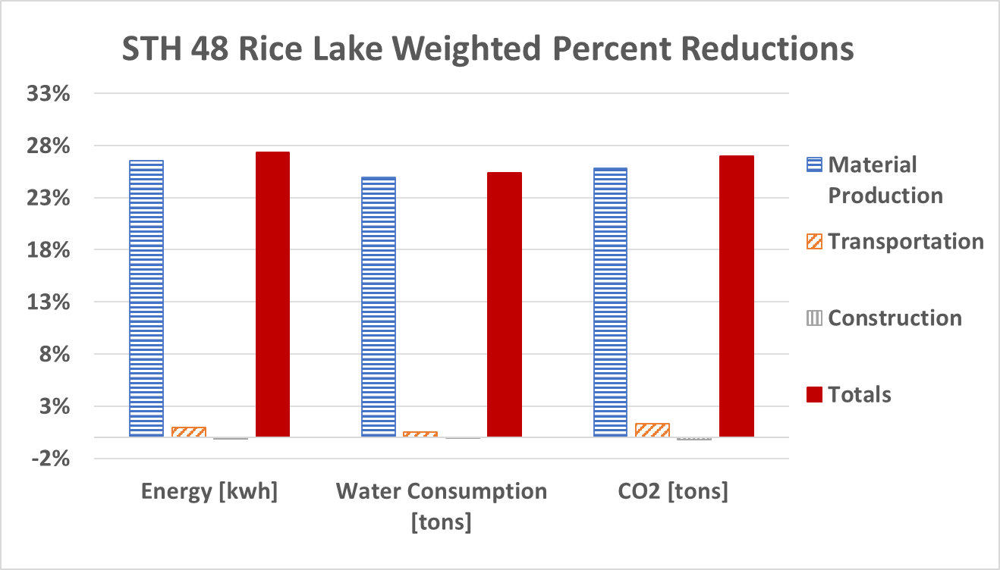 STH 48 Rice Lake Weighted Percent Reductions
33%
28%
23%
18%
13%
8%
3%
-2%
Energy [kwh]
Water Consumption
[tons]
CO2 [tons]
Material
Production
Transportation
Construction
Totals